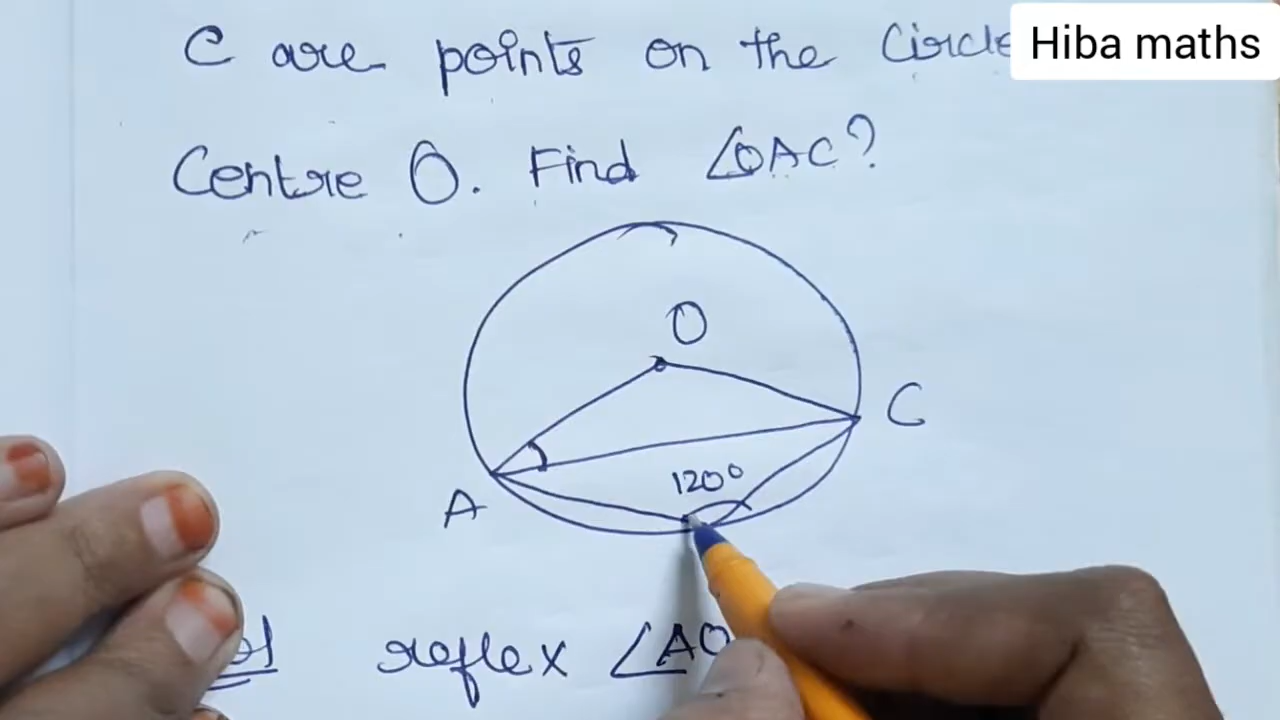 C are points on the Circle
Hiba maths
Centre O. Find ∠OAC?
O
C
120°
A
reflex ∠AO